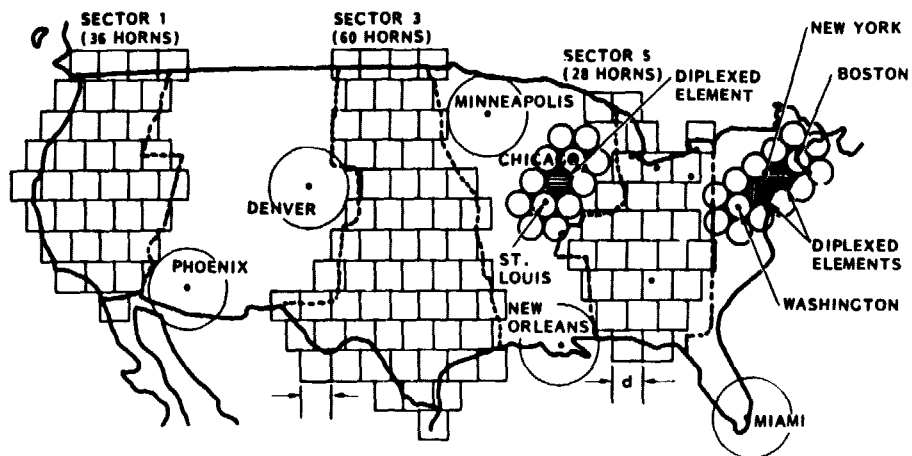 SECTOR 1
(36 HORNS)
SECTOR 3
(60 HORNS)
SECTOR 5
(28 HORNS)
DIPLEXED
ELEMENT
NEW YORK
BOSTON
MINNEAPOLIS
CHICAGO
DENVER
PHOENIX
ST.
LOUIS
NEW
ORLEANS
DIPLEXED
ELEMENTS
WASHINGTON
d
MIAMI